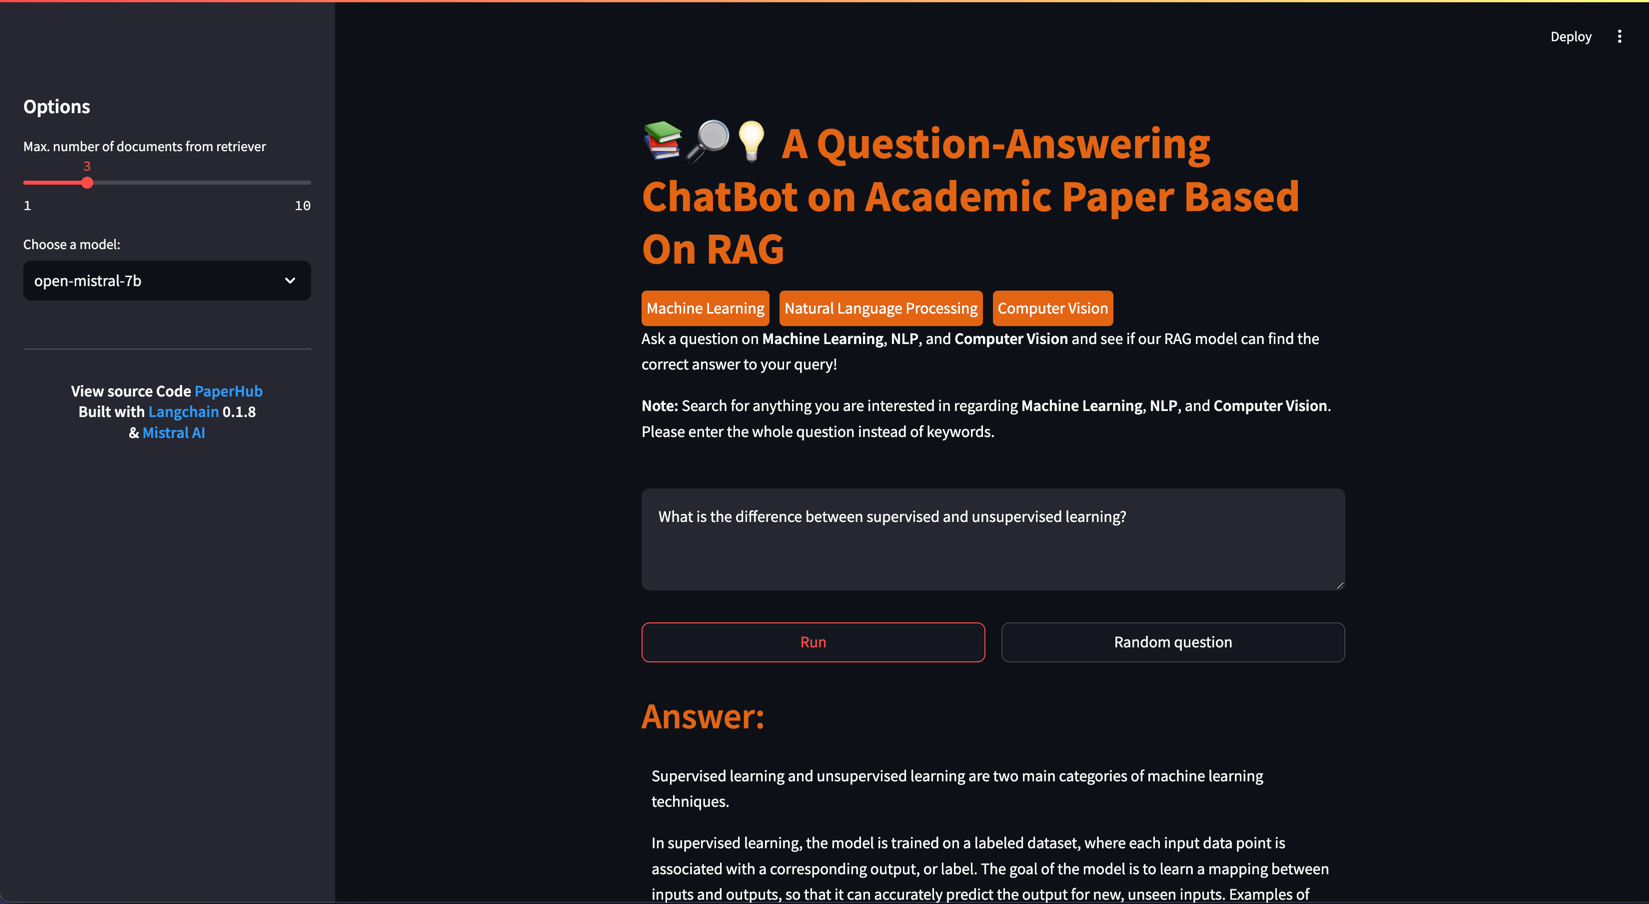 Deploy
Options
Max. number of documents from retriever
3
1 10
Choose a model:
open-mistral-7b
View source Code PaperHub
Built with Langchain 0.1.8
& Mistral AI
A Question-Answering
ChatBot on Academic Paper Based
On RAG
Machine Learning Natural Language Processing Computer Vision
Ask a question on Machine Learning, NLP, and Computer Vision and see if our RAG model can find the
correct answer to your query!
Note: Search for anything you are interested in regarding Machine Learning, NLP, and Computer Vision.
Please enter the whole question instead of keywords.
What is the difference between supervised and unsupervised learning?
Run Random question
Answer:
Supervised learning and unsupervised learning are two main categories of machine learning
techniques.
In supervised learning, the model is trained on a labeled dataset, where each input data point is
associated with a corresponding output, or label. The goal of the model is to learn a mapping between
inputs and outputs, so that it can accurately predict the output for new, unseen inputs. Examples of